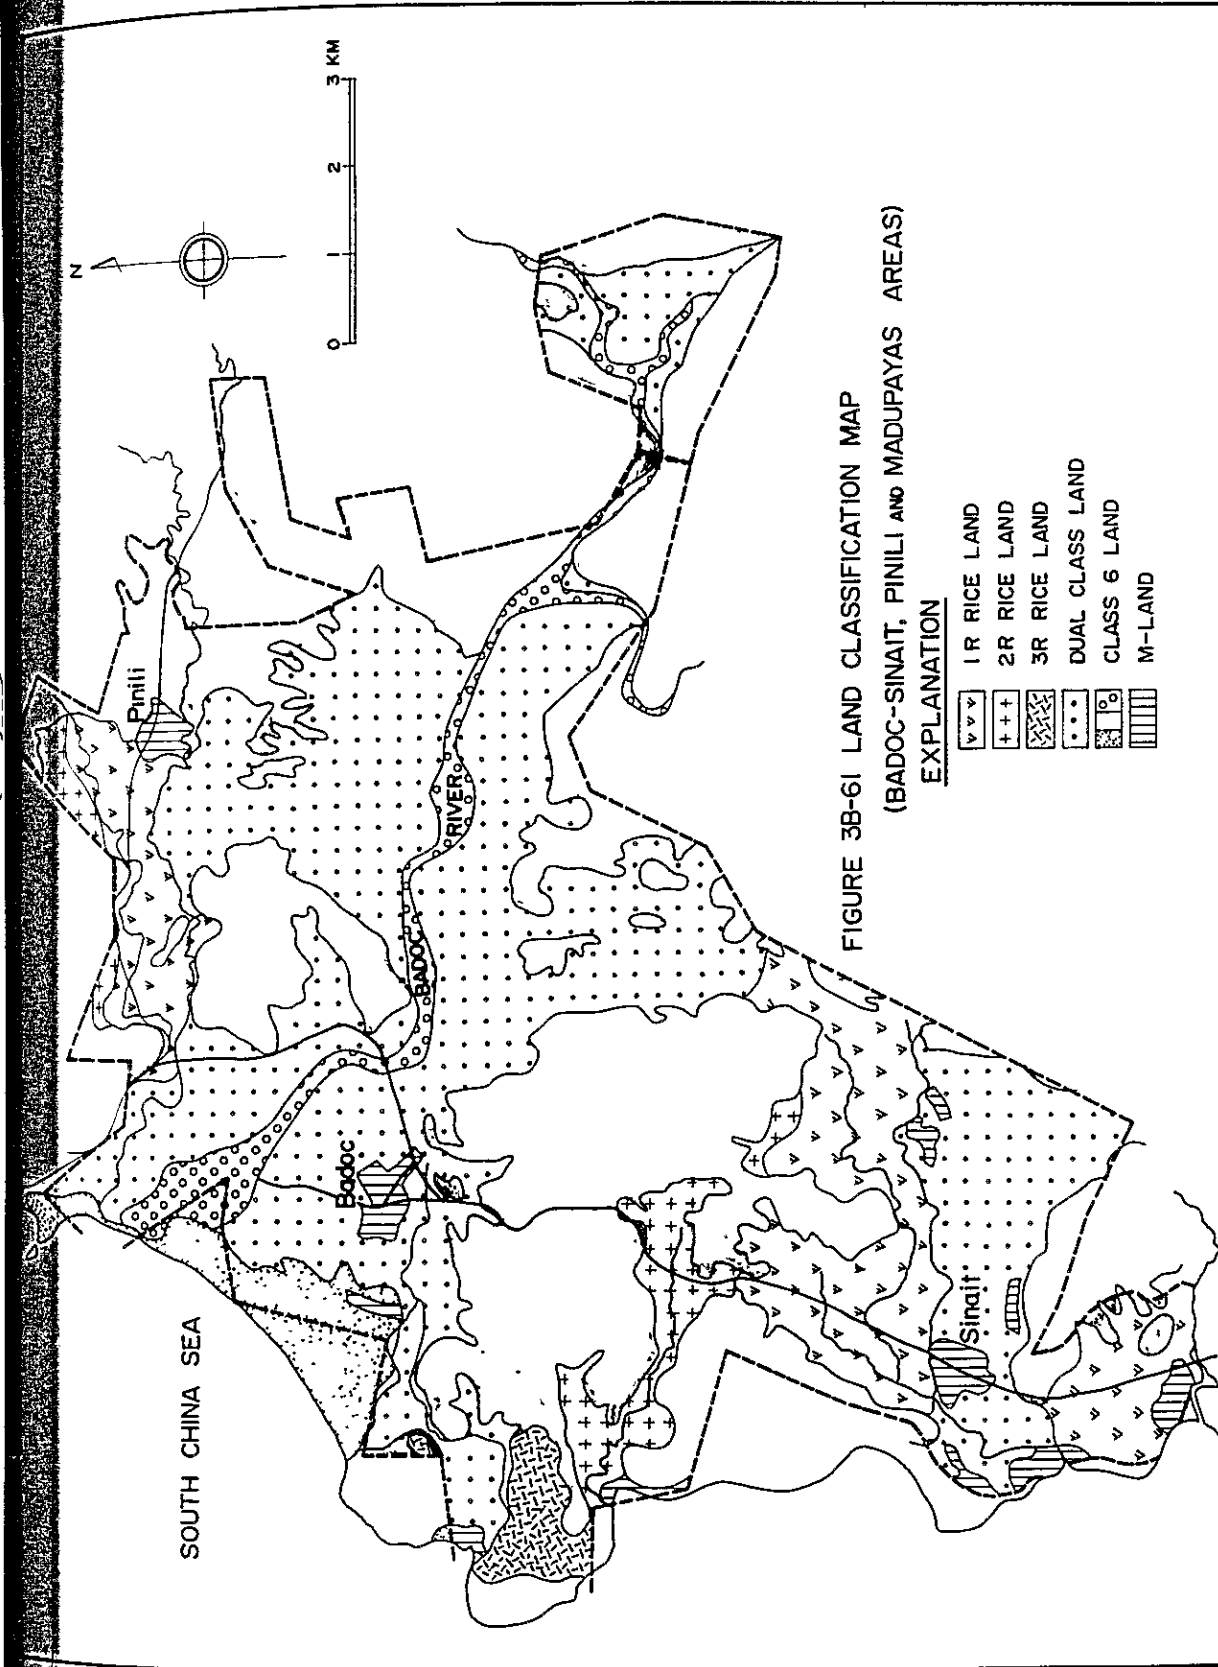 N
0 1 2 3 KM
SOUTH CHINA SEA
Pinili
Badoc
BADOC RIVER
Sinait
FIGURE 3B-61 LAND CLASSIFICATION MAP
(BADOC-SINAIT, PINILI AND MADUPAYAS AREAS)
EXPLANATION
1R RICE LAND
2R RICE LAND
3R RICE LAND
DUAL CLASS LAND
CLASS 6 LAND
M-LAND